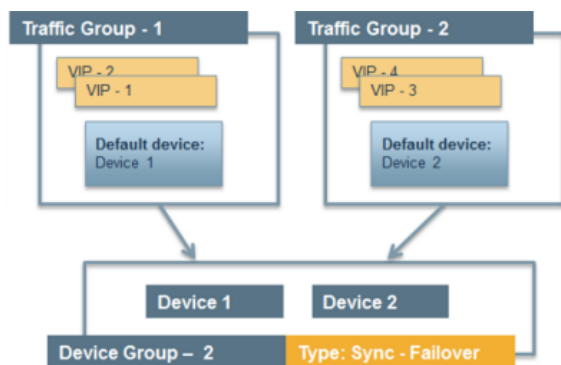 Traffic Group - 1
VIP - 2
VIP - 1
Default device:
Device 1
Traffic Group - 2
VIP - 4
VIP - 3
Default device:
Device 2
Device 1
Device 2
Device Group – 2
Type: Sync - Failover